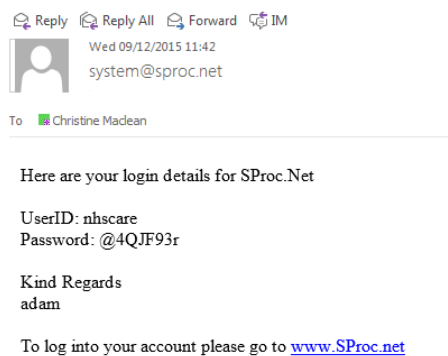 Reply Reply All Forward IM
Wed 09/12/2015 11:42
system@sproc.net
To Christine Maclean
Here are your login details for SProc.Net
UserID: nhscare
Password: @4QJF93r
Kind Regards
adam
To log into your account please go to www.SProc.net